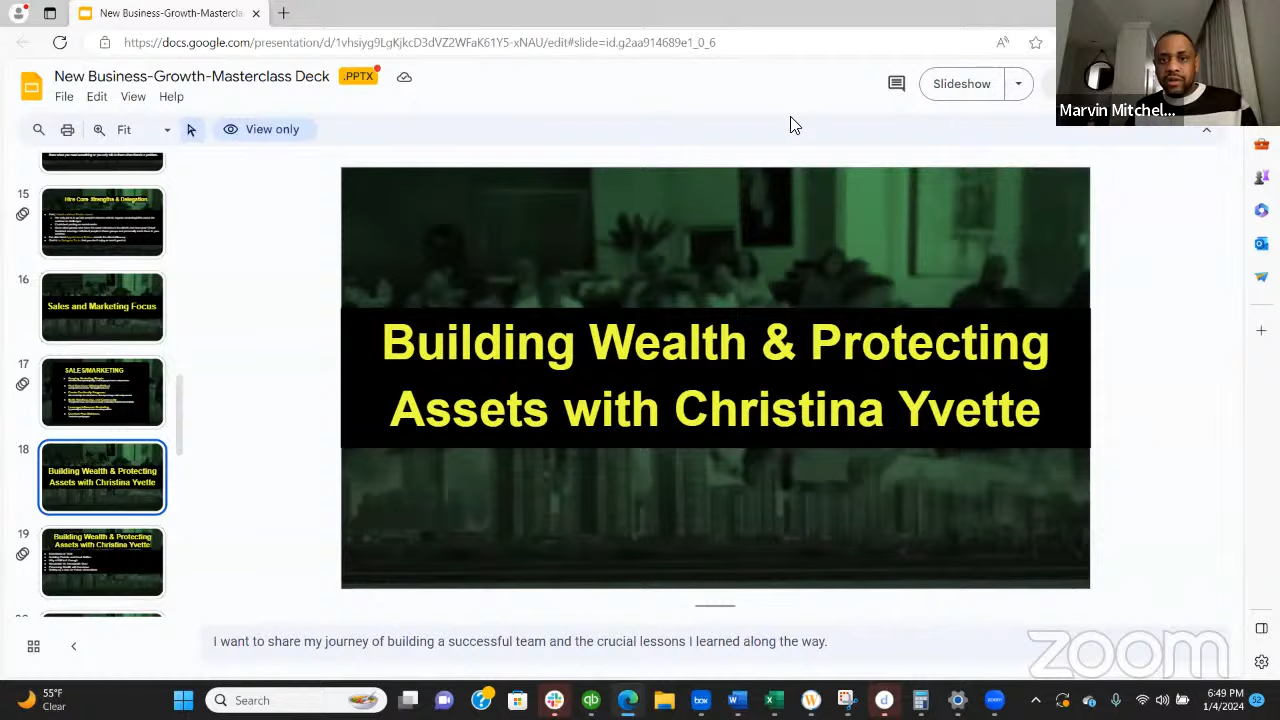 New Business-Growth-Masterclass
https://docs.google.com/presentation/d/1vhsiyg9LgKjkcD3dVZ2WFaK61Y5-xNAU/edit#slide=id.g2aa914689e1_0_6
New Business-Growth-Masterclass Deck .PPTX
File Edit View Help
Slideshow
Marvin Mitchel...
Fit View only
15
Hire Core Strengths & Delegation
16
Sales and Marketing Focus
17
SALES/MARKETING
18
Building Wealth & Protecting
Assets with Christina Yvette
19
Building Wealth & Protecting
Assets with Christina Yvette
Building Wealth & Protecting
Assets with Christina Yvette
I want to share my journey of building a successful team and the crucial lessons I learned along the way.
zoom
55°F
Clear
Search
6:49 PM
1/4/2024
52